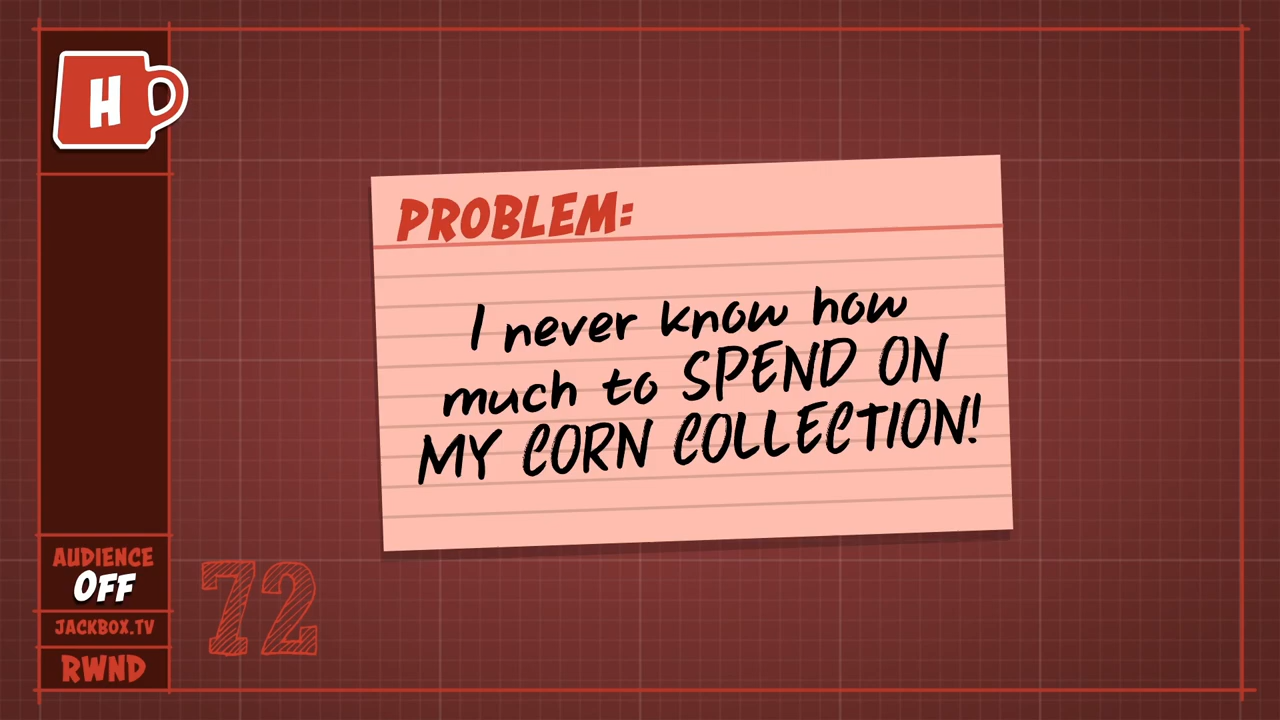 H
PROBLEM:
I never know how
much to SPEND ON
MY CORN COLLECTION!
AUDIENCE
OFF
JACKBOX.TV
RWND
72